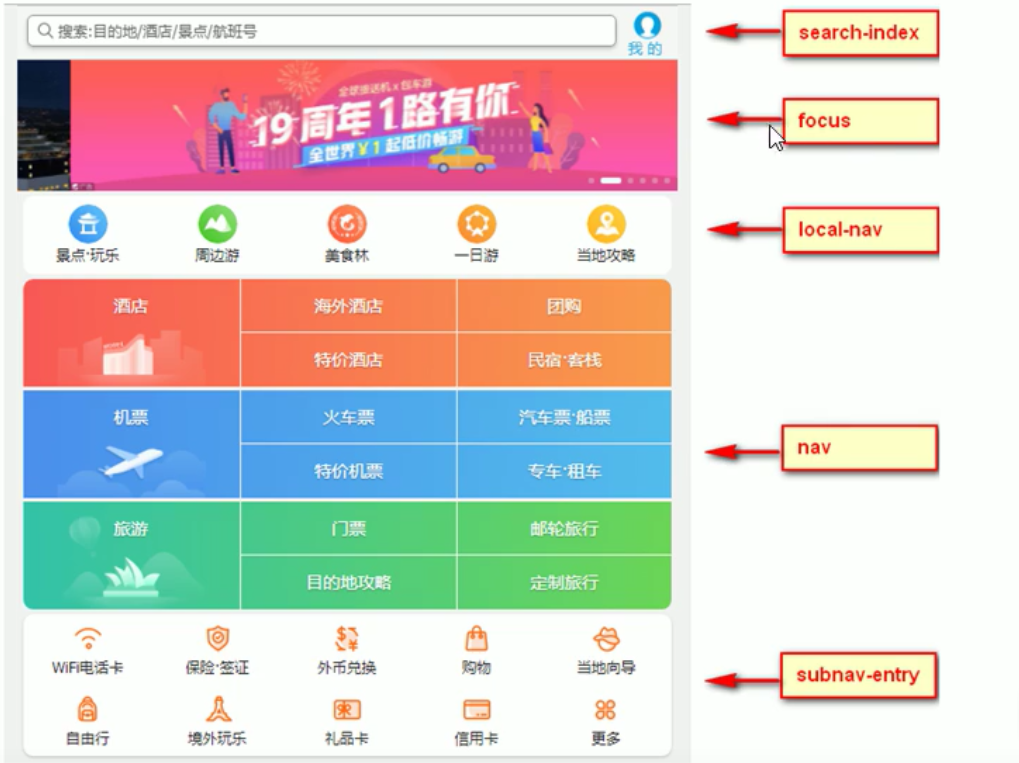 搜索:目的地/酒店/景点/航班号
我 的
search-index
全球接送机 x 包车游
19周年1路有你
全世界￥1起低价畅游
focus
景点·玩乐
周边游
美食林
一日游
当地攻略
local-nav
酒店
海外酒店
团购
特价酒店
民宿·客栈
机票
火车票
汽车票·船票
特价机票
专车·租车
nav
旅游
门票
邮轮旅行
目的地攻略
定制旅行
WiFi电话卡
保险·签证
外币兑换
购物
当地向导
subnav-entry
自由行
境外玩乐
礼品卡
信用卡
更多